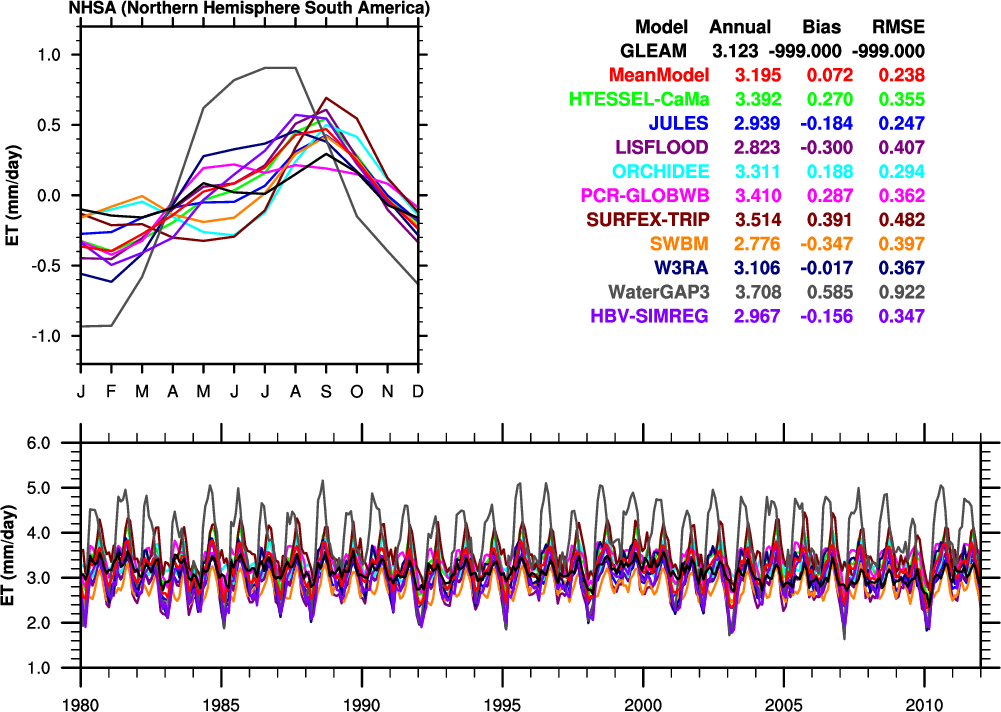 NHSA (Northern Hemisphere South America)
1.0
0.5
0.0
-0.5
-1.0
ET (mm/day)
J F M A M J J A S O N D
Model Annual Bias RMSE
GLEAM 3.123 -999.000 -999.000
MeanModel 3.195 0.072 0.238
HTESSEL-CaMa 3.392 0.270 0.355
JULES 2.939 -0.184 0.247
LISFLOOD 2.823 -0.300 0.407
ORCHIDEE 3.311 0.188 0.294
PCR-GLOBWB 3.410 0.287 0.362
SURFEX-TRIP 3.514 0.391 0.482
SWBM 2.776 -0.347 0.397
W3RA 3.106 -0.017 0.367
WaterGAP3 3.708 0.585 0.922
HBV-SIMREG 2.967 -0.156 0.347
6.0
5.0
4.0
3.0
2.0
1.0
ET (mm/day)
1980 1985 1990 1995 2000 2005 2010